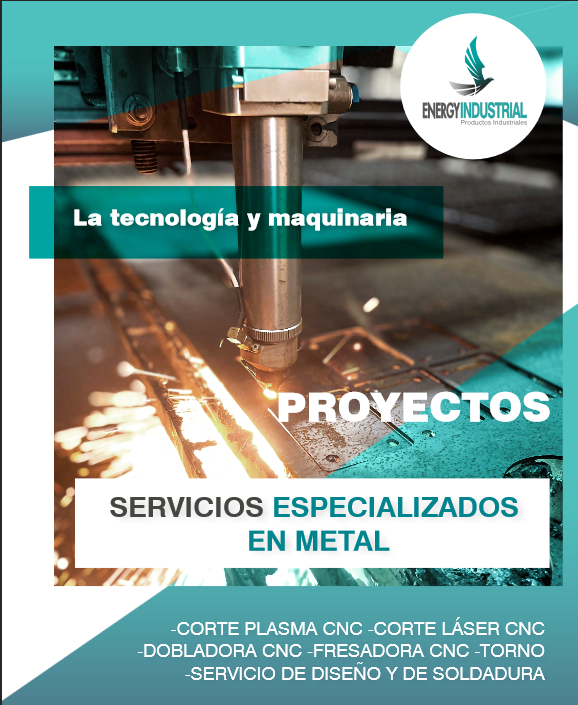 ENERGYINDUSTRIAL
Productos Industriales
La tecnología y maquinaria
PROYECTOS
SERVICIOS ESPECIALIZADOS
EN METAL
-CORTE PLASMA CNC -CORTE LÁSER CNC
-DOBLADORA CNC -FRESADORA CNC -TORNO
-SERVICIO DE DISEÑO Y DE SOLDADURA